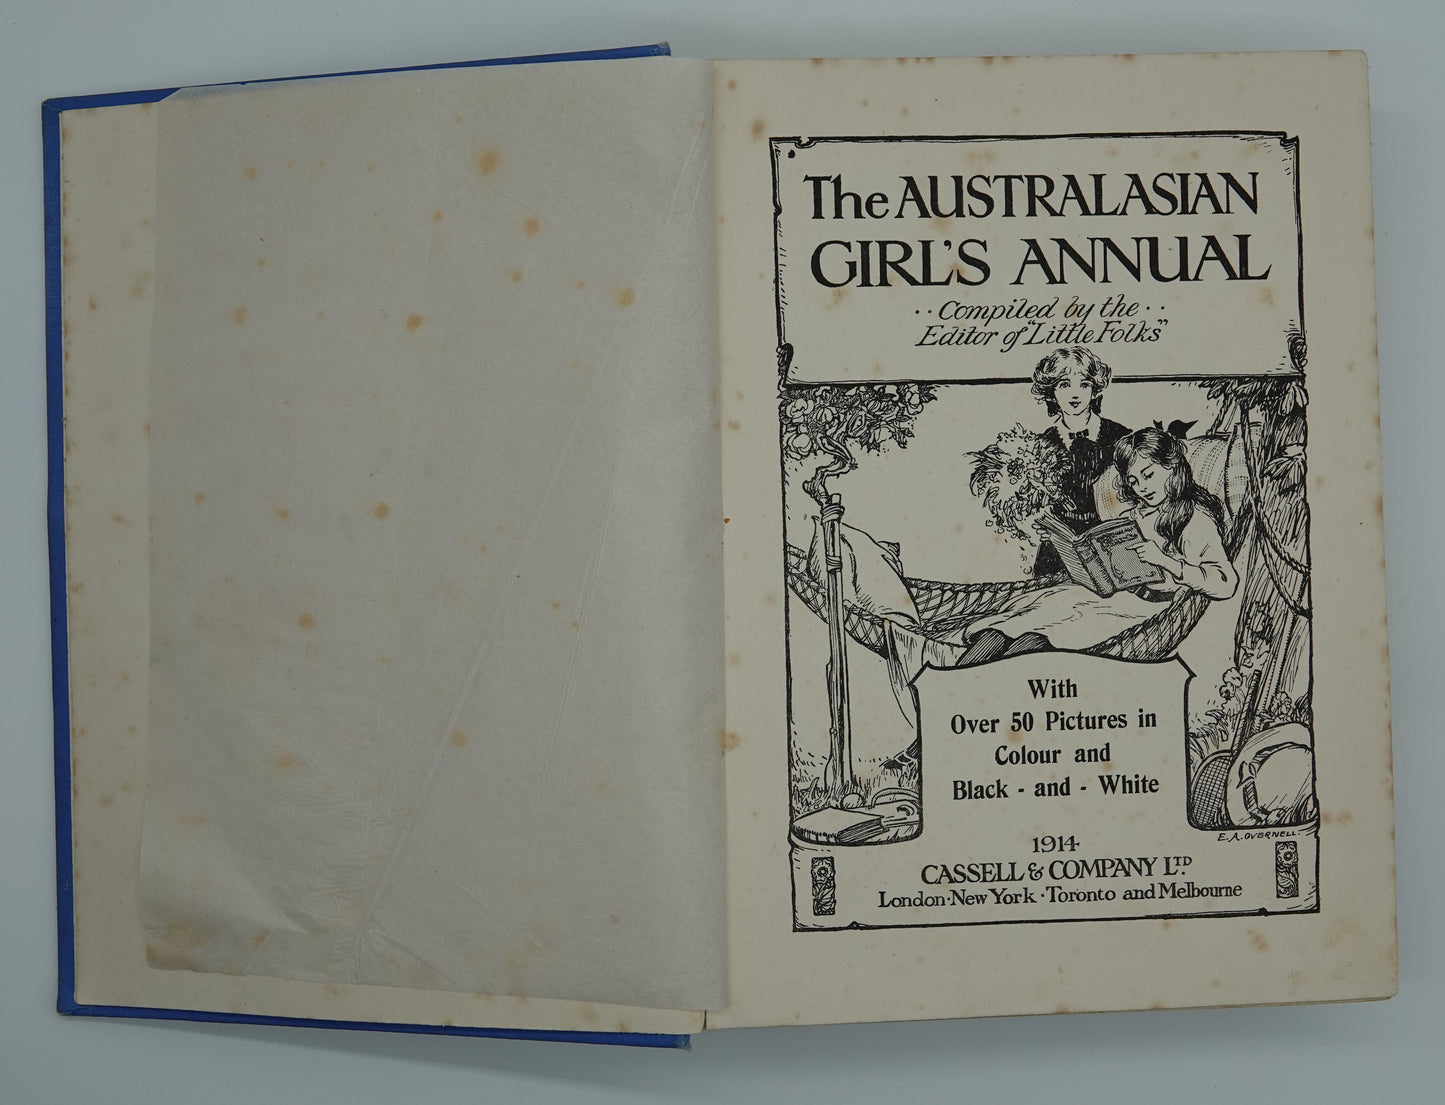 The AUSTRALASIAN
GIRL'S ANNUAL
··Compiled by the··
Editor of "Little Folks"
With
Over 50 Pictures in
Colour and
Black - and - White
E.A.OVERNELL.
1914
CASSELL & COMPANY LTD.
London·New York·Toronto and Melbourne